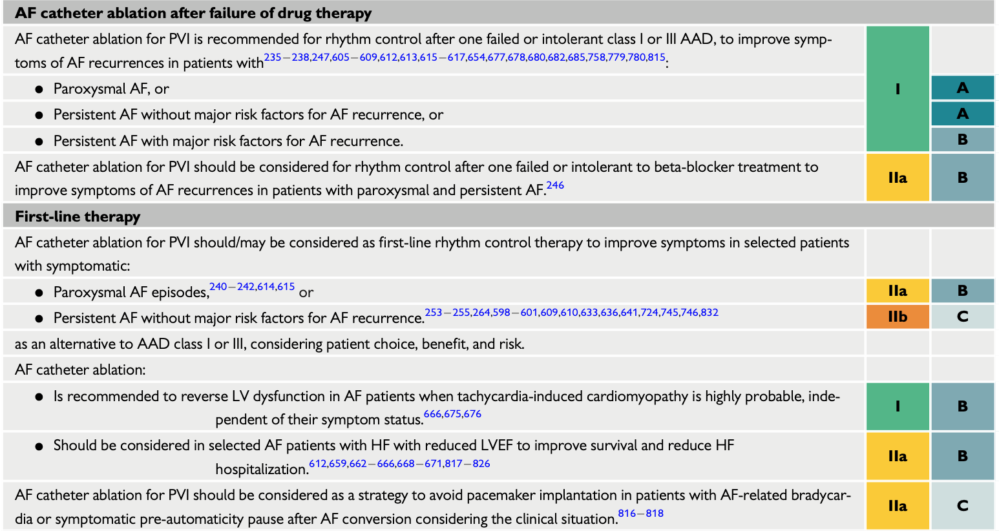 AF catheter ablation after failure of drug therapy
AF catheter ablation for PVI is recommended for rhythm control after one failed or intolerant class I or III AAD, to improve symp-
toms of AF recurrences in patients with235−238,247,605−609,612,613,615−617,654,677,678,680,682,685,758,779,780,815:
I
● Paroxysmal AF, or
A
● Persistent AF without major risk factors for AF recurrence, or
A
● Persistent AF with major risk factors for AF recurrence.
B
AF catheter ablation for PVI should be considered for rhythm control after one failed or intolerant to beta-blocker treatment to
improve symptoms of AF recurrences in patients with paroxysmal and persistent AF.246
IIa
B
First-line therapy
AF catheter ablation for PVI should/may be considered as first-line rhythm control therapy to improve symptoms in selected patients
with symptomatic:
● Paroxysmal AF episodes,240−242,614,615 or
IIa
B
● Persistent AF without major risk factors for AF recurrence.253−255,264,598−601,609,610,633,636,641,724,745,746,832
IIb
C
as an alternative to AAD class I or III, considering patient choice, benefit, and risk.
AF catheter ablation:
● Is recommended to reverse LV dysfunction in AF patients when tachycardia-induced cardiomyopathy is highly probable, inde-
pendent of their symptom status.666,675,676
I
B
● Should be considered in selected AF patients with HF with reduced LVEF to improve survival and reduce HF
hospitalization.612,659,662−666,668−671,817−826
IIa
B
AF catheter ablation for PVI should be considered as a strategy to avoid pacemaker implantation in patients with AF-related bradycar-
dia or symptomatic pre-automaticity pause after AF conversion considering the clinical situation.816−818
IIa
C